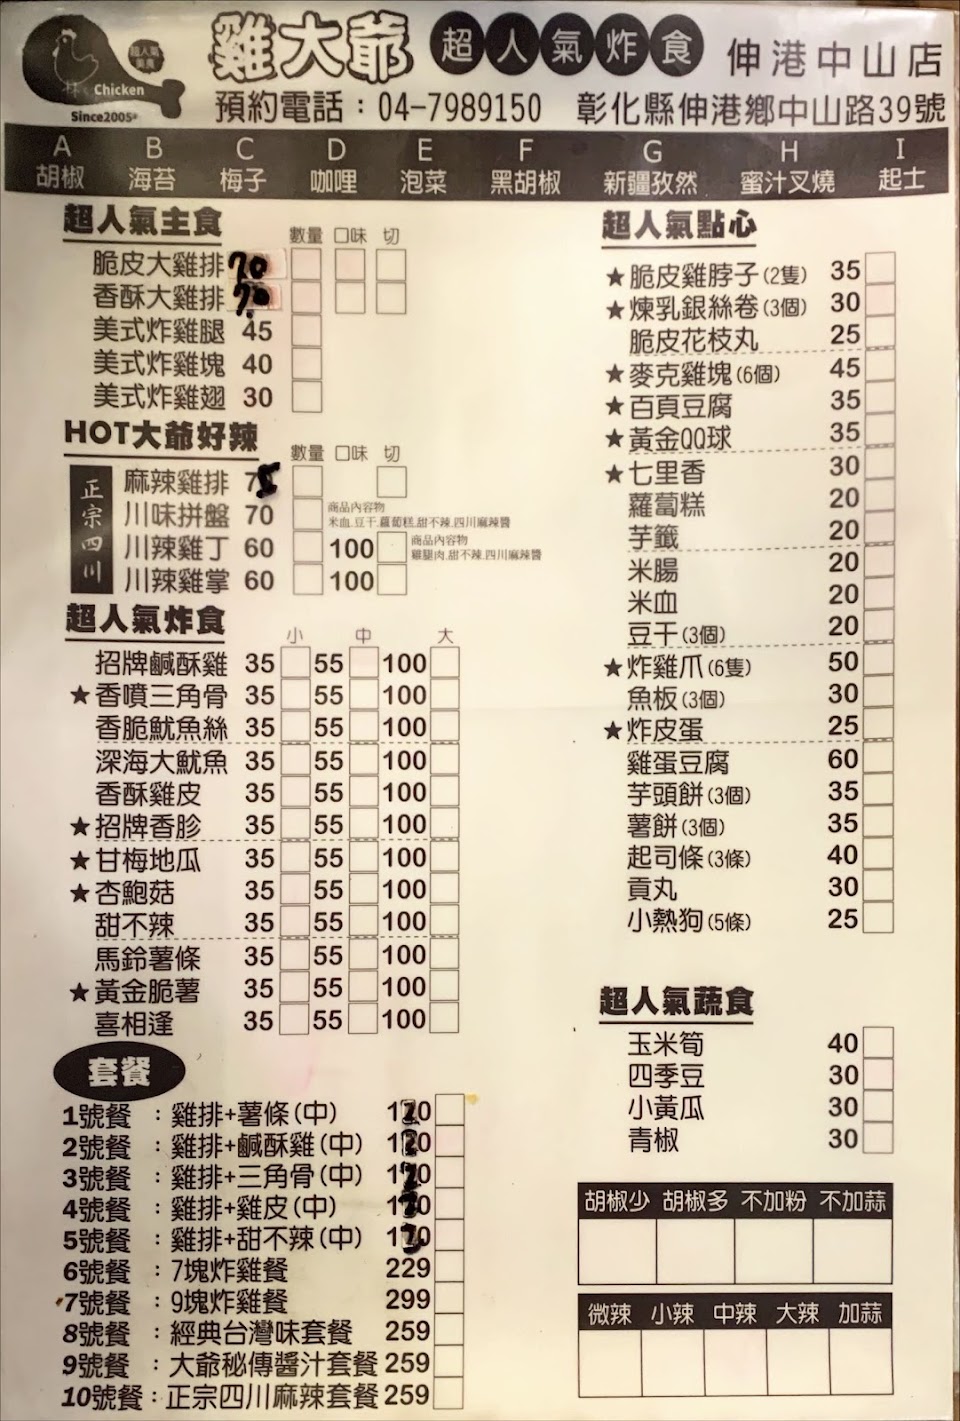 雞大爺 超人氣炸食 伸港中山店
Chicken
Since2005
預約電話：04-7989150 彰化縣伸港鄉中山路39號
A B C D E F G H I
胡椒 海苔 梅子 咖哩 泡菜 黑胡椒 新疆孜然 蜜汁叉燒 起士
超人氣主食
數量 口味 切
脆皮大雞排 70
香酥大雞排 70
美式炸雞腿 45
美式炸雞塊 40
美式炸雞翅 30
HOT大爺好辣
數量 口味 切
正宗四川
麻辣雞排 75
川味拼盤 70
商品內容物
米血.豆干.蘿蔔糕.甜不辣.四川麻辣醬
川辣雞丁 60 100
商品內容物
雞腿肉.甜不辣.四川麻辣醬
川辣雞掌 60 100
超人氣炸食
小 中 大
招牌鹹酥雞 35 55 100
★香噴三角骨 35 55 100
香脆魷魚絲 35 55 100
深海大魷魚 35 55 100
香酥雞皮 35 55 100
★招牌香胗 35 55 100
★甘梅地瓜 35 55 100
★杏鮑菇 35 55 100
甜不辣 35 55 100
馬鈴薯條 35 55 100
★黃金脆薯 35 55 100
喜相逢 35 55 100
套餐
1號餐 ：雞排+薯條(中) 120
2號餐 ：雞排+鹹酥雞(中) 120
3號餐 ：雞排+三角骨(中) 120
4號餐 ：雞排+雞皮(中) 120
5號餐 ：雞排+甜不辣(中) 120
6號餐 ：7塊炸雞餐 229
7號餐 ：9塊炸雞餐 299
8號餐 ：經典台灣味套餐 259
9號餐 ：大爺秘傳醬汁套餐 259
10號餐：正宗四川麻辣套餐 259
超人氣點心
★脆皮雞脖子(2隻) 35
★煉乳銀絲卷(3個) 30
脆皮花枝丸 25
★麥克雞塊(6個) 45
★百頁豆腐 35
★黃金QQ球 35
★七里香 30
蘿蔔糕 20
芋籤 20
米腸 20
米血 20
豆干(3個) 20
★炸雞爪(6隻) 50
魚板(3個) 30
★炸皮蛋 25
雞蛋豆腐 60
芋頭餅(3個) 35
薯餅(3個) 35
起司條(3條) 40
貢丸 30
小熱狗(5條) 25
超人氣蔬食
玉米筍 40
四季豆 30
小黃瓜 30
青椒 30
胡椒少 胡椒多 不加粉 不加蒜
微辣 小辣 中辣 大辣 加蒜